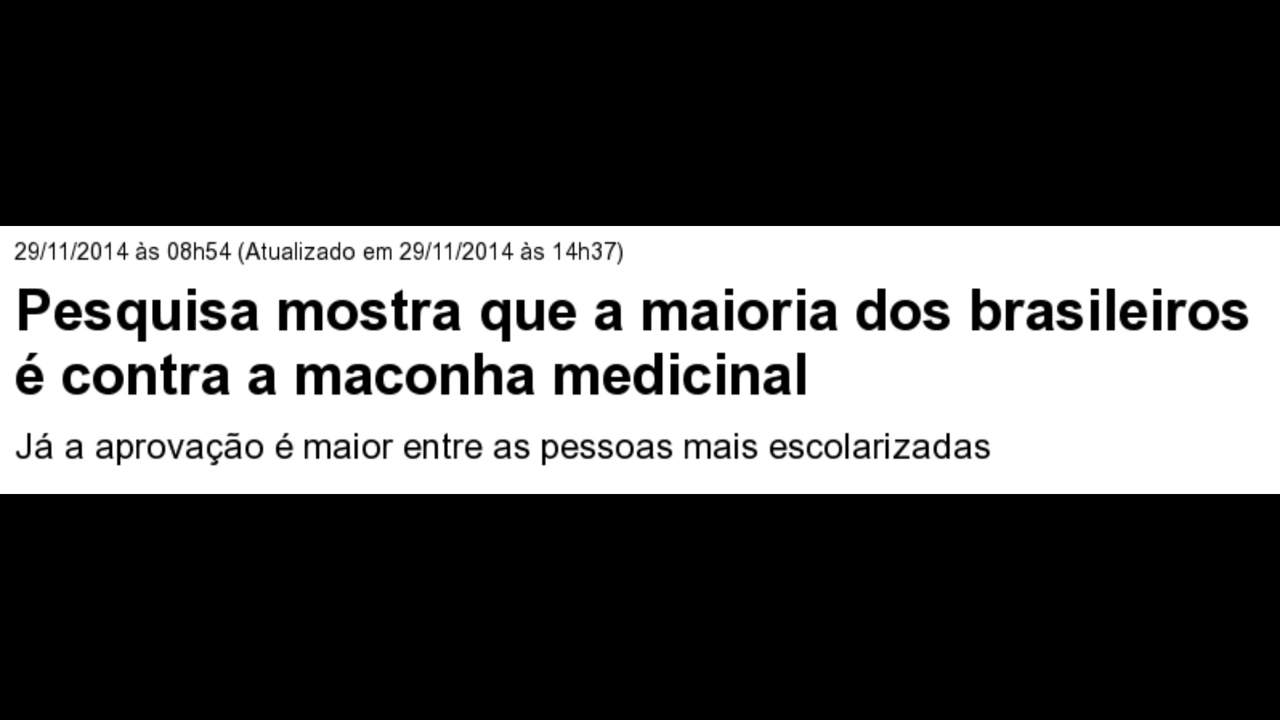 29/11/2014 às 08h54 (Atualizado em 29/11/2014 às 14h37)
Pesquisa mostra que a maioria dos brasileiros
é contra a maconha medicinal
Já a aprovação é maior entre as pessoas mais escolarizadas